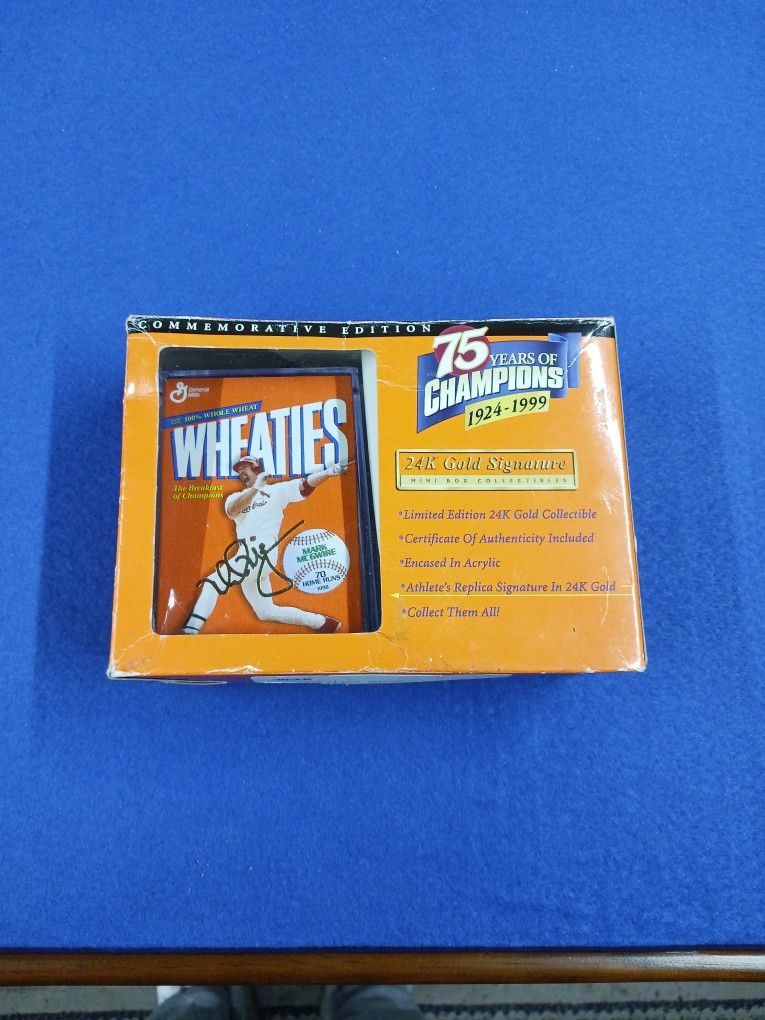 COMMEMORATIVE EDITION
75 YEARS OF
CHAMPIONS
1924-1999
General
Mills
100% WHOLE WHEAT
WHEATIES
The Breakfast
of Champions
MARK
MCGWIRE
70
HOME RUNS
1998
24K Gold Signature
MINI BOX COLLECTIBLES
•Limited Edition 24K Gold Collectible
•Certificate Of Authenticity Included
•Encased In Acrylic
•Athlete's Replica Signature In 24K Gold
•Collect Them All!